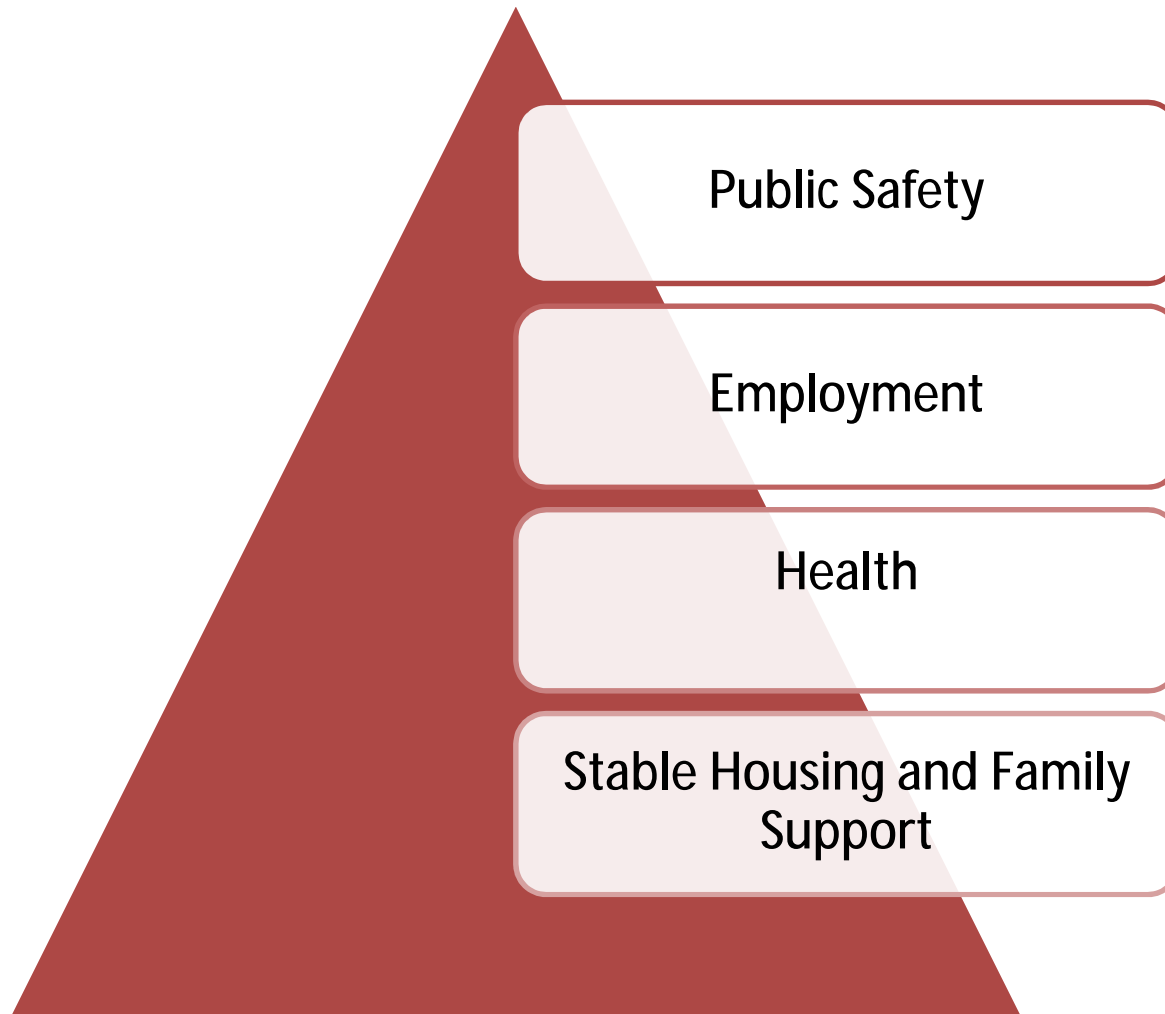 Public Safety
Employment
Health
Stable Housing and Family
Support